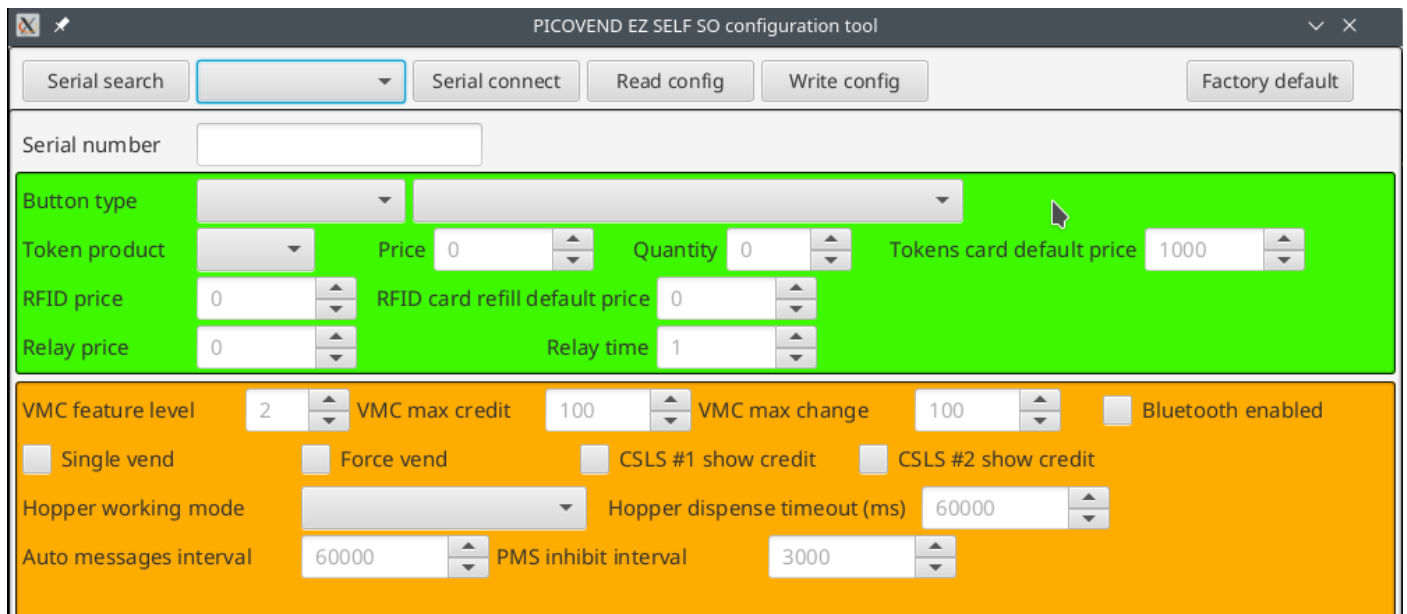 PICOVEND EZ SELF SO configuration tool
Serial search Serial connect Read config Write config Factory default
Serial number
Button type
Token product Price 0 Quantity 0 Tokens card default price 1000
RFID price 0 RFID card refill default price 0
Relay price 0 Relay time 1
VMC feature level 2 VMC max credit 100 VMC max change 100 Bluetooth enabled
Single vend Force vend CSLS #1 show credit CSLS #2 show credit
Hopper working mode Hopper dispense timeout (ms) 60000
Auto messages interval 60000 PMS inhibit interval 3000